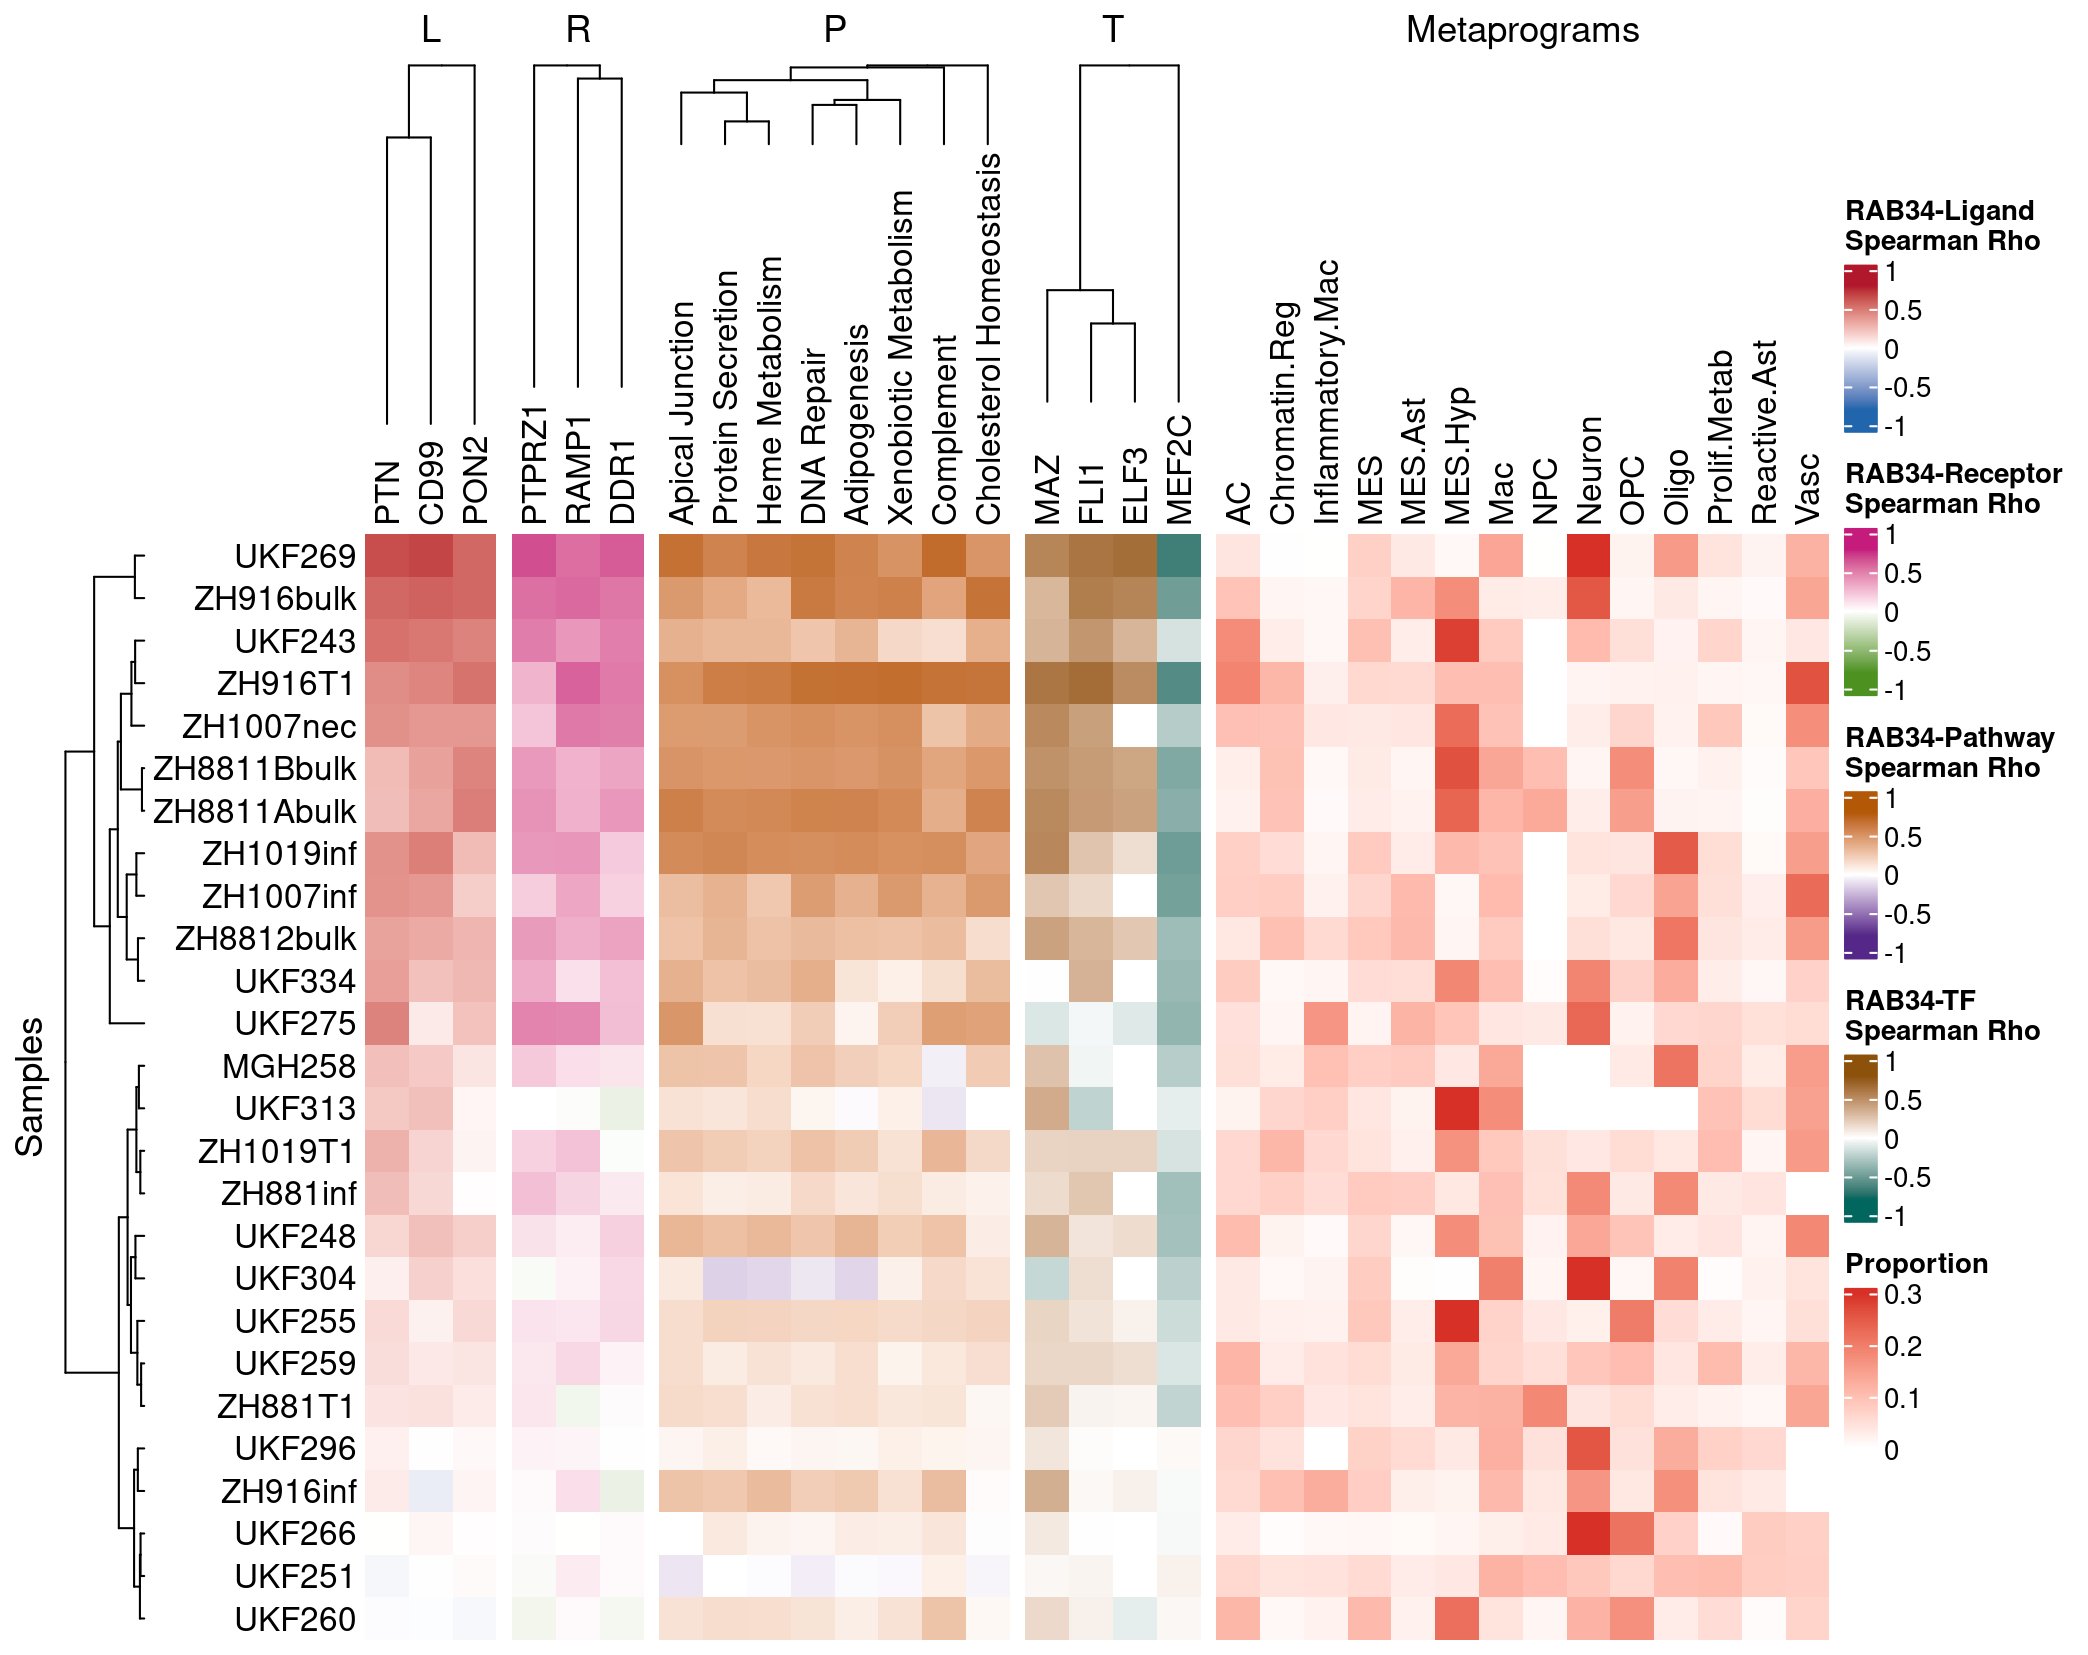 L R P T Metaprograms
PTN
CD99
PON2
PTPRZ1
RAMP1
DDR1
Apical Junction
Protein Secretion
Heme Metabolism
DNA Repair
Adipogenesis
Xenobiotic Metabolism
Complement
Cholesterol Homeostasis
MAZ
FLI1
ELF3
MEF2C
AC
Chromatin.Reg
Inflammatory.Mac
MES
MES.Ast
MES.Hyp
Mac
NPC
Neuron
OPC
Oligo
Prolif.Metab
Reactive.Ast
Vasc
Samples
UKF269
ZH916bulk
UKF243
ZH916T1
ZH1007nec
ZH8811Bbulk
ZH8811Abulk
ZH1019inf
ZH1007inf
ZH8812bulk
UKF334
UKF275
MGH258
UKF313
ZH1019T1
ZH881inf
UKF248
UKF304
UKF255
UKF259
ZH881T1
UKF296
ZH916inf
UKF266
UKF251
UKF260
RAB34-Ligand
Spearman Rho
1
0.5
0
-0.5
-1
RAB34-Receptor
Spearman Rho
1
0.5
0
-0.5
-1
RAB34-Pathway
Spearman Rho
1
0.5
0
-0.5
-1
RAB34-TF
Spearman Rho
1
0.5
0
-0.5
-1
Proportion
0.3
0.2
0.1
0